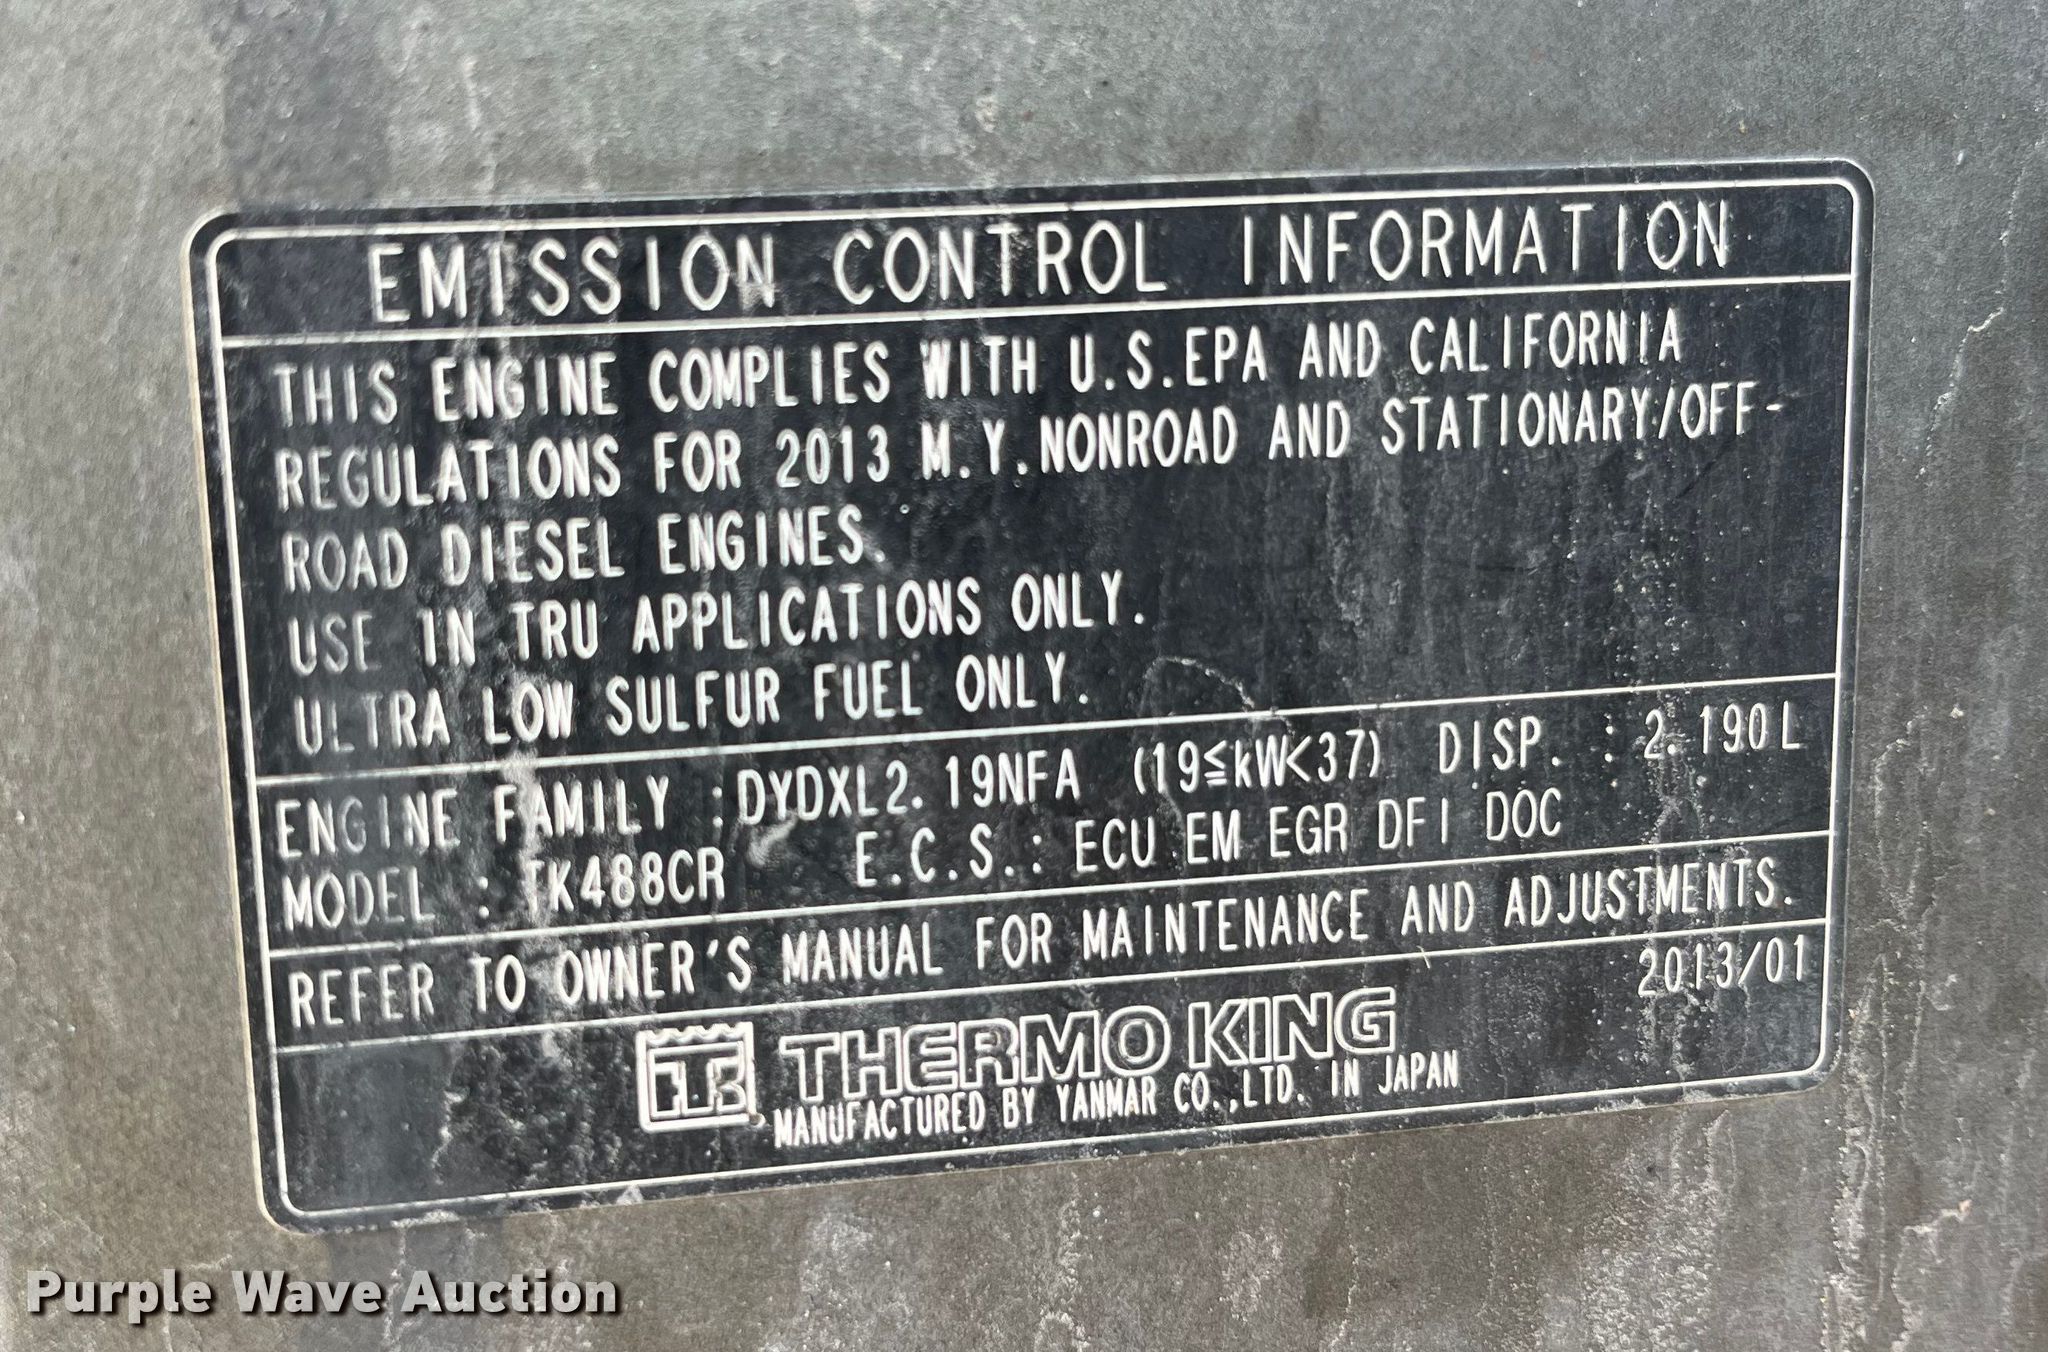 EMISSION CONTROL INFORMATION
THIS ENGINE COMPLIES WITH U.S.EPA AND CALIFORNIA
REGULATIONS FOR 2013 M.Y.NONROAD AND STATIONARY/OFF-
ROAD DIESEL ENGINES.
USE IN TRU APPLICATIONS ONLY.
ULTRA LOW SULFUR FUEL ONLY.
ENGINE FAMILY :DYDXL2.19NFA (19≦kW<37) DISP. : 2.190L
MODEL : TK488CR E.C.S.: ECU EM EGR DFI DOC
REFER TO OWNER'S MANUAL FOR MAINTENANCE AND ADJUSTMENTS.
2013/01
TK THERMO KING
MANUFACTURED BY YANMAR CO.,LTD. IN JAPAN
Purple Wave Auction